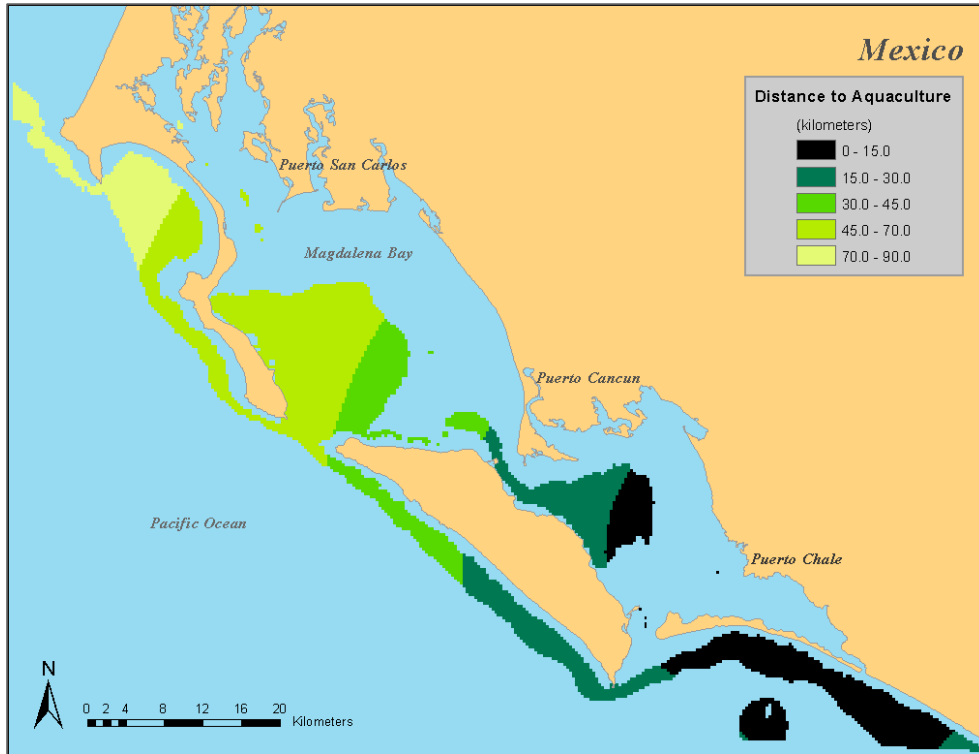 Mexico
Distance to Aquaculture
(kilometers)
0 - 15.0
15.0 - 30.0
30.0 - 45.0
45.0 - 70.0
70.0 - 90.0
Puerto San Carlos
Magdalena Bay
Puerto Cancun
Pacific Ocean
Puerto Chale
N
0 2 4 8 12 16 20
Kilometers